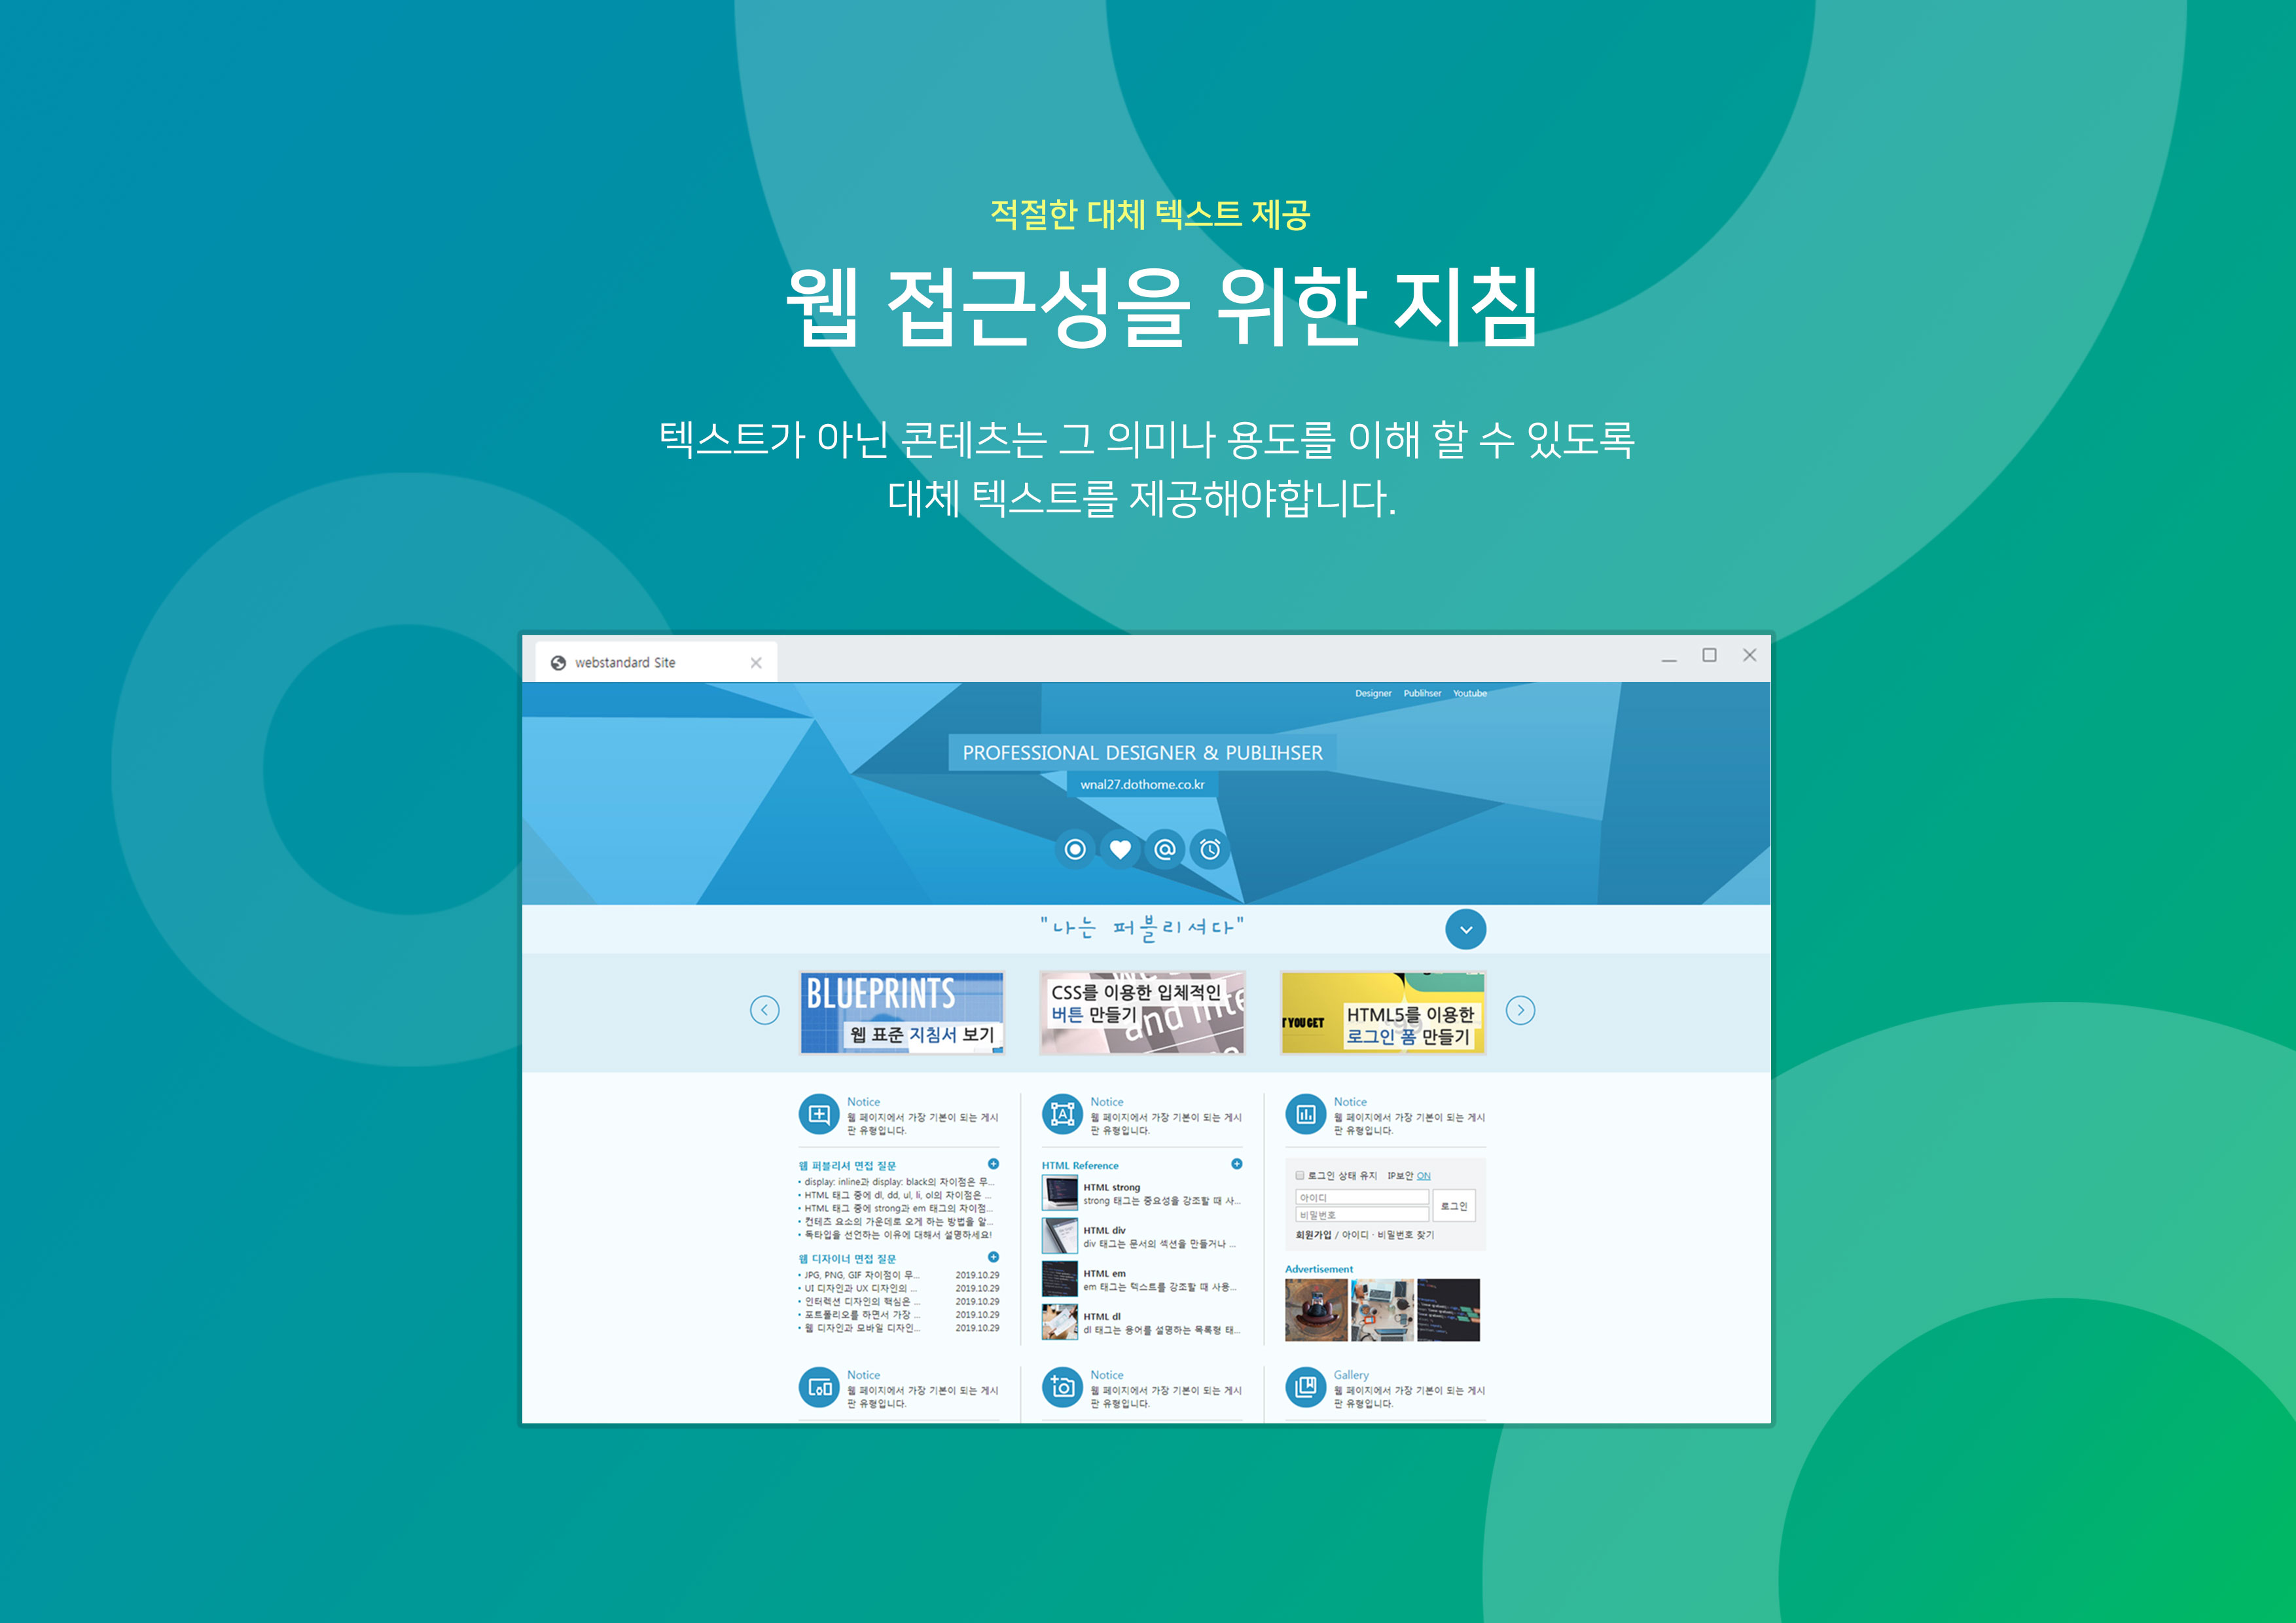 적절한 대체 텍스트 제공
웹 접근성을 위한 지침
텍스트가 아닌 콘테츠는 그 의미나 용도를 이해 할 수 있도록
대체 텍스트를 제공해야합니다.
webstandard Site
Designer Publihser Youtube
PROFESSIONAL DESIGNER & PUBLIHSER
wnal27.dothome.co.kr
"나는 퍼블리셔다"
BLUEPRINTS
웹 표준 지침서 보기
CSS를 이용한 입체적인
버튼 만들기
and inte
T YOU GET
HTML5를 이용한
로그인 폼 만들기
Notice
웹 페이지에서 가장 기본이 되는 게시
판 유형입니다.
웹 퍼블리셔 면접 질문
• display: inline과 display: black의 차이점은 무...
• HTML 태그 중에 dl, dd, ul, li, ol의 차이점은 ...
• HTML 태그 중에 strong과 em 태그의 차이점...
• 컨테즈 요소의 가운데로 오게 하는 방법을 알...
• 독타입을 선언하는 이유에 대해서 설명하세요!
웹 디자이너 면접 질문
• JPG, PNG, GIF 차이점이 무... 2019.10.29
• UI 디자인과 UX 디자인의 ... 2019.10.29
• 인터렉션 디자인의 핵심은 ... 2019.10.29
• 포트폴리오를 하면서 가장 ... 2019.10.29
• 웹 디자인과 모바일 디자인... 2019.10.29
Notice
웹 페이지에서 가장 기본이 되는 게시
판 유형입니다.
HTML Reference
HTML strong
strong 태그는 중요성을 강조할 때 사...
HTML div
div 태그는 문서의 섹션을 만들거나 ...
HTML em
em 태그는 텍스트를 강조할 때 사용...
HTML dl
dl 태그는 용어를 설명하는 목록형 태...
Notice
웹 페이지에서 가장 기본이 되는 게시
판 유형입니다.
로그인 상태 유지 IP보안 ON
아이디
비밀번호
로그인
회원가입 / 아이디 · 비밀번호 찾기
Advertisement
Notice
웹 페이지에서 가장 기본이 되는 게시
판 유형입니다.
Notice
웹 페이지에서 가장 기본이 되는 게시
판 유형입니다.
Gallery
웹 페이지에서 가장 기본이 되는 게시
판 유형입니다.